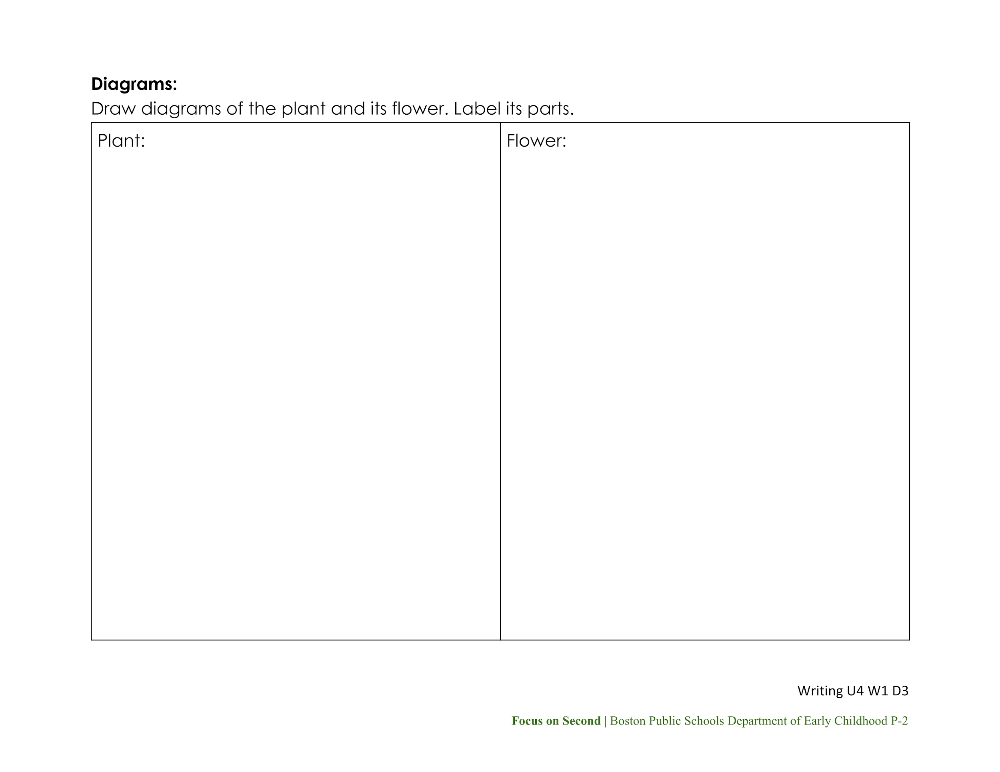 Diagrams:
Draw diagrams of the plant and its flower. Label its parts.
Plant:
Flower:
Writing U4 W1 D3
Focus on Second | Boston Public Schools Department of Early Childhood P-2